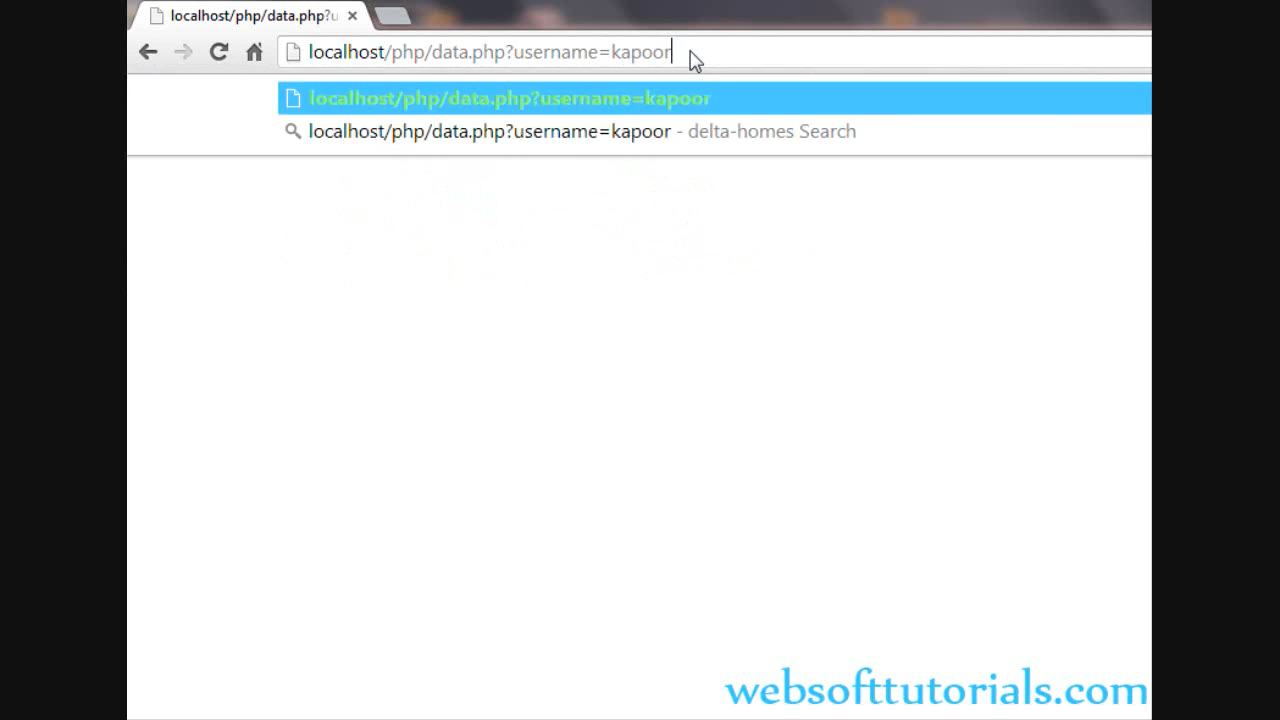 localhost/php/data.php?u
localhost/php/data.php?username=kapoor
localhost/php/data.php?username=kapoor
localhost/php/data.php?username=kapoor - delta-homes Search
websofttutorials.com